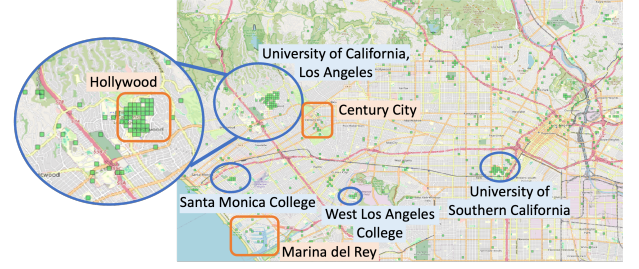 University of California,
Los Angeles
Hollywood
Century City
Santa Monica College
West Los Angeles
College
University of
Southern California
Marina del Rey